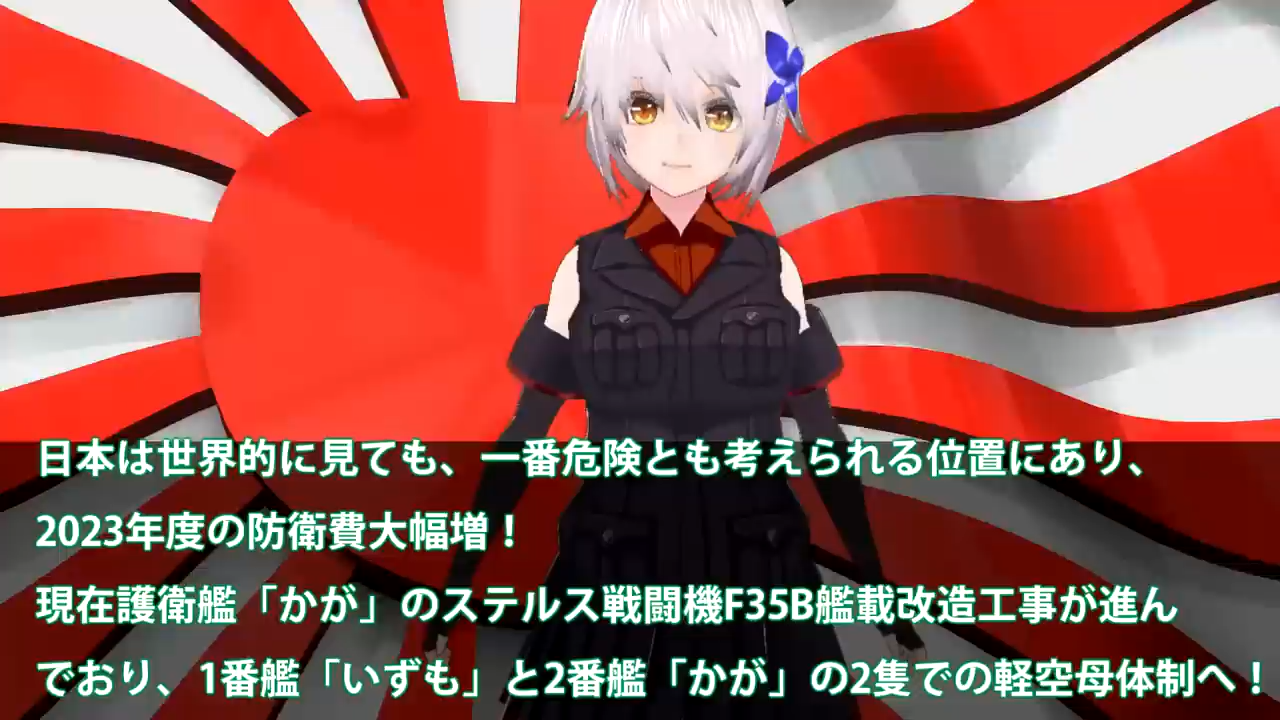 日本は世界的に見ても、一番危険とも考えられる位置にあり、
2023年度の防衛費大幅増！
現在護衛艦「かが」のステルス戦闘機F35B艦載改造工事が進ん
でおり、1番艦「いずも」と2番艦「かが」の2隻での軽空母体制へ！